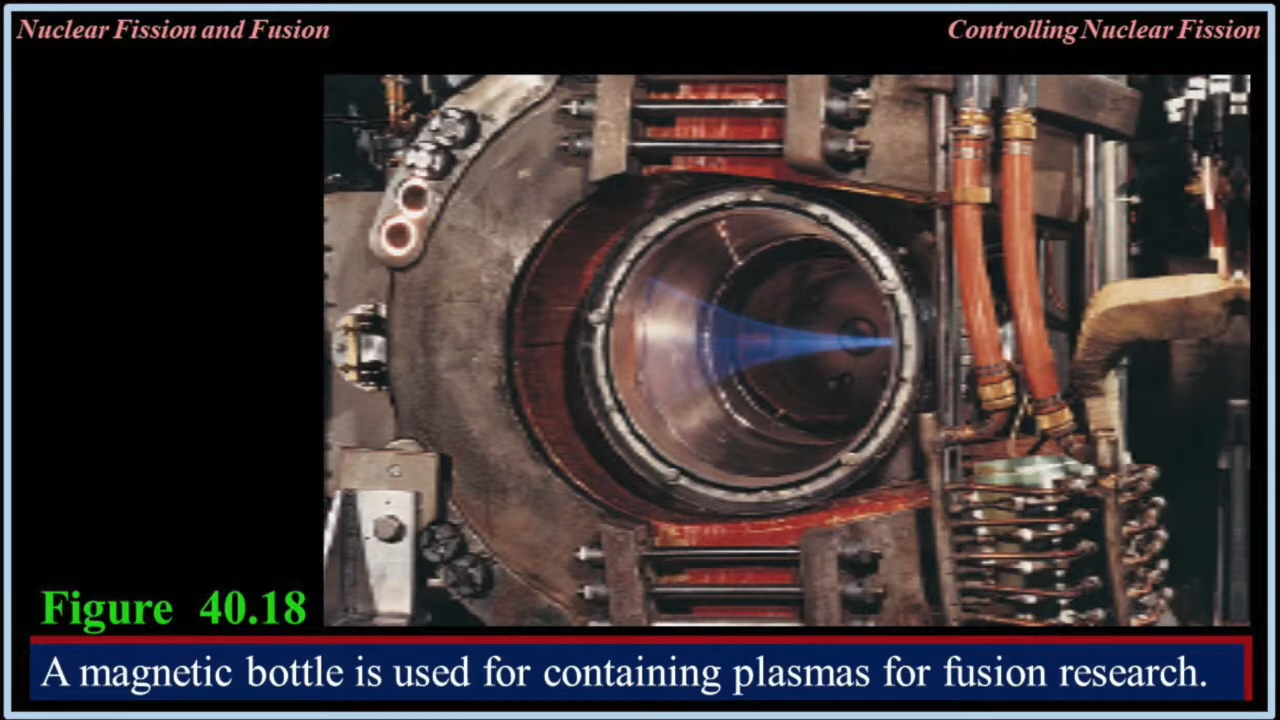 Nuclear Fission and Fusion
Controlling Nuclear Fission
Figure 40.18
A magnetic bottle is used for containing plasmas for fusion research.